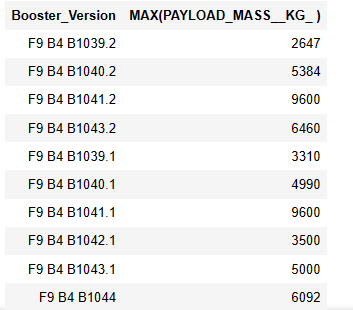 Booster_Version MAX(PAYLOAD_MASS__KG_ )
F9 B4 B1039.2 2647
F9 B4 B1040.2 5384
F9 B4 B1041.2 9600
F9 B4 B1043.2 6460
F9 B4 B1039.1 3310
F9 B4 B1040.1 4990
F9 B4 B1041.1 9600
F9 B4 B1042.1 3500
F9 B4 B1043.1 5000
F9 B4 B1044 6092